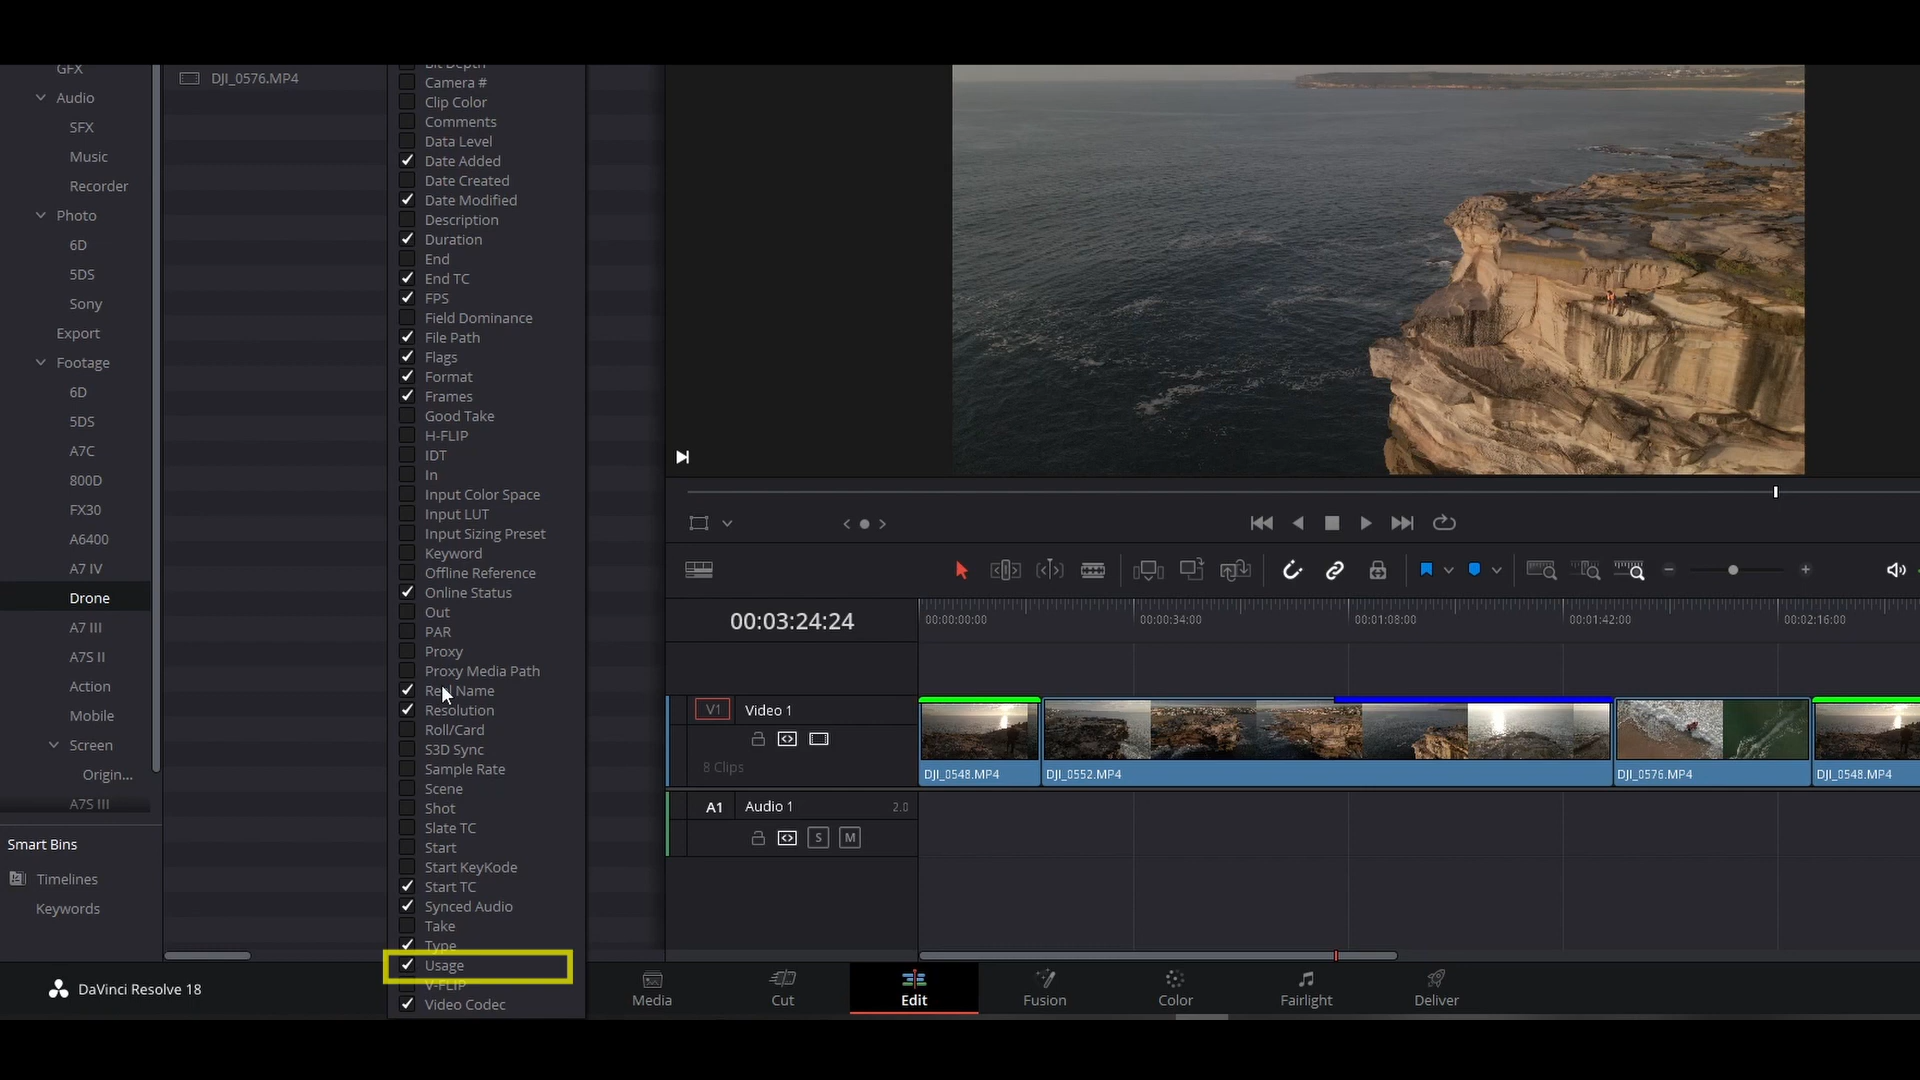 GFX
Audio
SFX
Music
Recorder
Photo
6D
5DS
Sony
Export
Footage
6D
5DS
A7C
800D
FX30
A6400
A7 IV
Drone
A7 III
A7S II
Action
Mobile
Screen
Origin...
A7S III
Smart Bins
Timelines
Keywords
DJI_0576.MP4
Bit Depth
Camera #
Clip Color
Comments
Data Level
Date Added
Date Created
Date Modified
Description
Duration
End
End TC
FPS
Field Dominance
File Path
Flags
Format
Frames
Good Take
H-FLIP
IDT
In
Input Color Space
Input LUT
Input Sizing Preset
Keyword
Offline Reference
Online Status
Out
PAR
Proxy
Proxy Media Path
Reel Name
Resolution
Roll/Card
S3D Sync
Sample Rate
Scene
Shot
Slate TC
Start
Start KeyKode
Start TC
Synced Audio
Take
Type
Usage
V-FLIP
Video Codec
00:03:24:24
00:00:00:00
00:00:34:00
00:01:08:00
00:01:42:00
00:02:16:00
V1
Video 1
8 Clips
DJI_0548.MP4
DJI_0552.MP4
DJI_0576.MP4
DJI_0548.MP4
A1
Audio 1
2.0
S
M
DaVinci Resolve 18
Media
Cut
Edit
Fusion
Color
Fairlight
Deliver